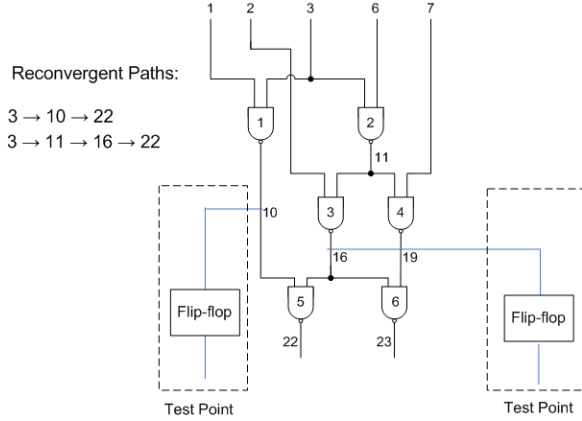 1 2 3 6 7
Reconvergent Paths:
3 → 10 → 22
3 → 11 → 16 → 22
1 2
11
3 4
10
16 19
Flip-flop
5 6
Flip-flop
22 23
Test Point
Test Point